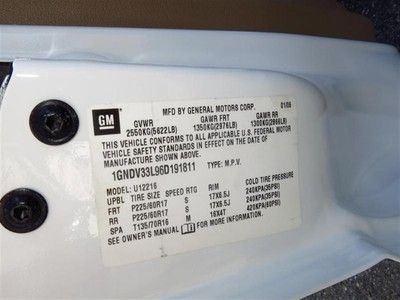 GM
MFD BY GENERAL MOTORS CORP. 01/06
GVWR GAWR FRT GAWR RR
2550KG(5622LB) 1350KG(2976LB) 1300KG(2866LB)
THIS VEHICLE CONFORMS TO ALL APPLICABLE U.S. FEDERAL MOTOR
VEHICLE SAFETY STANDARDS IN EFFECT ON THE DATE OF
MANUFACTURE SHOWN ABOVE.
1GNDV33L96D191811 TYPE: M.P.V.
MODEL: U12216
UPBL TIRE SIZE SPEED RTG RIM COLD TIRE PRESSURE
FRT P225/60R17 S 17X6.5J 240KPA(35PSI)
RR P225/60R17 S 17X6.5J 240KPA(35PSI)
SPA T135/70R16 M 16X4T 420KPA(60PSI)
SEE OWNER'S MANUAL FOR MORE INFORMATION.